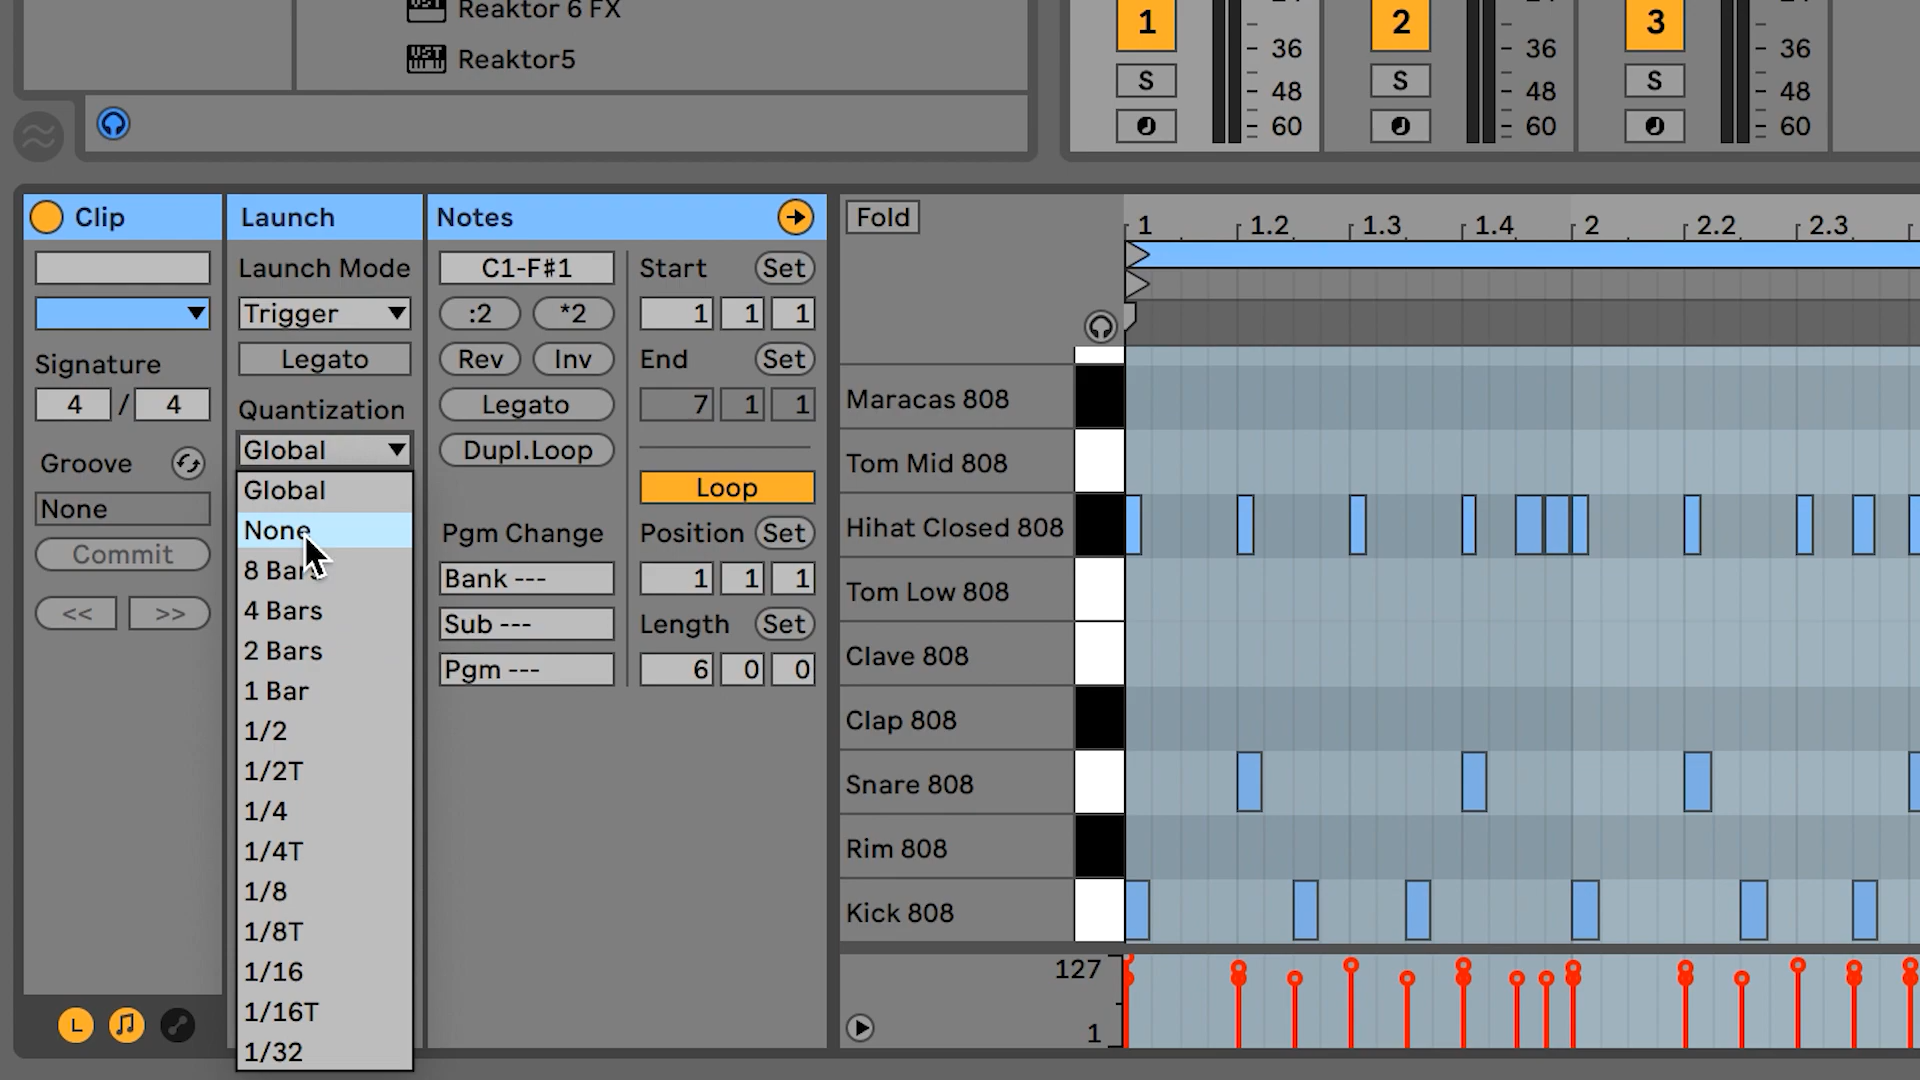 Reaktor 6 FX
VST
Reaktor5
1
2
3
36
36
36
S
S
S
48
48
48
60
60
60
Clip
Launch
Notes
Fold
1
1.2
1.3
1.4
2
2.2
2.3
Launch Mode
C1-F#1
Start
Set
Trigger
:2
*2
1
1
1
Signature
Legato
Rev
Inv
End
Set
4 / 4
Quantization
Legato
7
1
1
Maracas 808
Groove
Global
Dupl.Loop
Tom Mid 808
None
Global
Loop
None
Pgm Change
Position
Set
Hihat Closed 808
Commit
8 Bars
Bank ---
1
1
1
Tom Low 808
<<
>>
4 Bars
Sub ---
Length
Set
2 Bars
Pgm ---
6
0
0
Clave 808
1 Bar
Clap 808
1/2
1/2T
Snare 808
1/4
1/4T
Rim 808
1/8
Kick 808
1/8T
1/16
127
1/16T
L
1
1/32